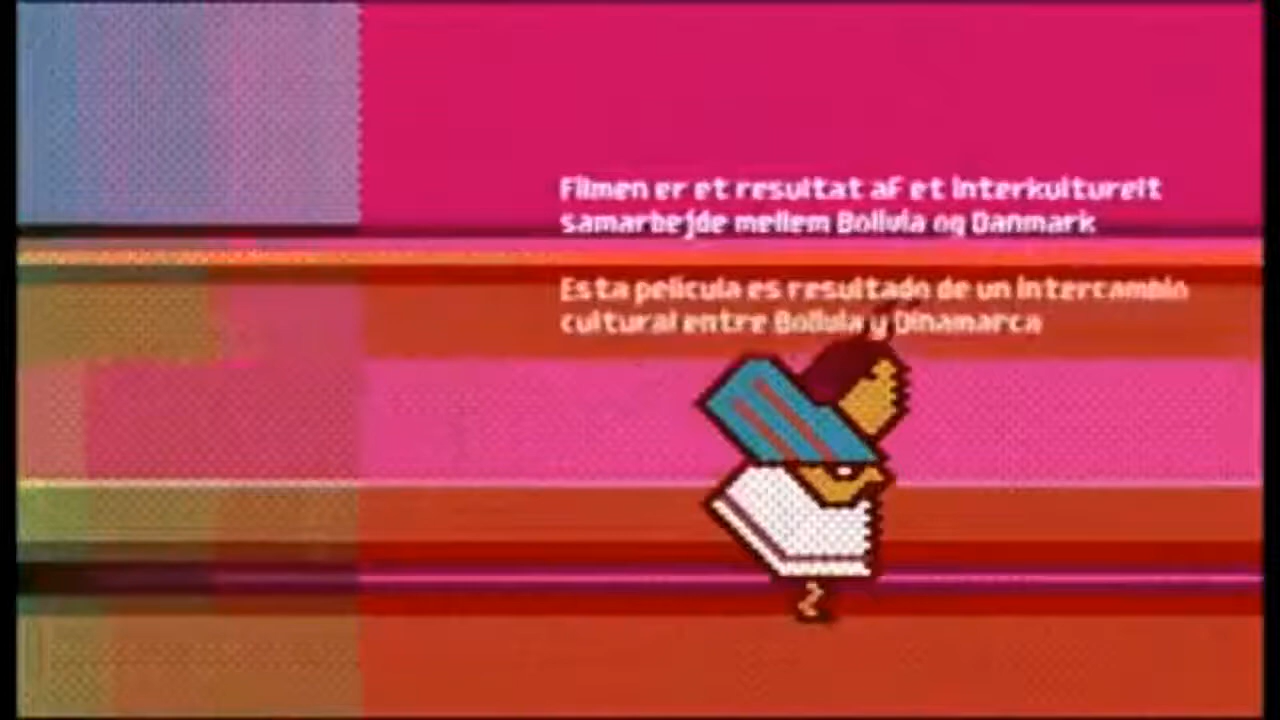 Filmen er et resultat af et interkulturelt
samarbejde mellem Bolivia og Danmark
Esta pelicula es resultado de un intercambio
cultural entre Bolivia y Dinamarca